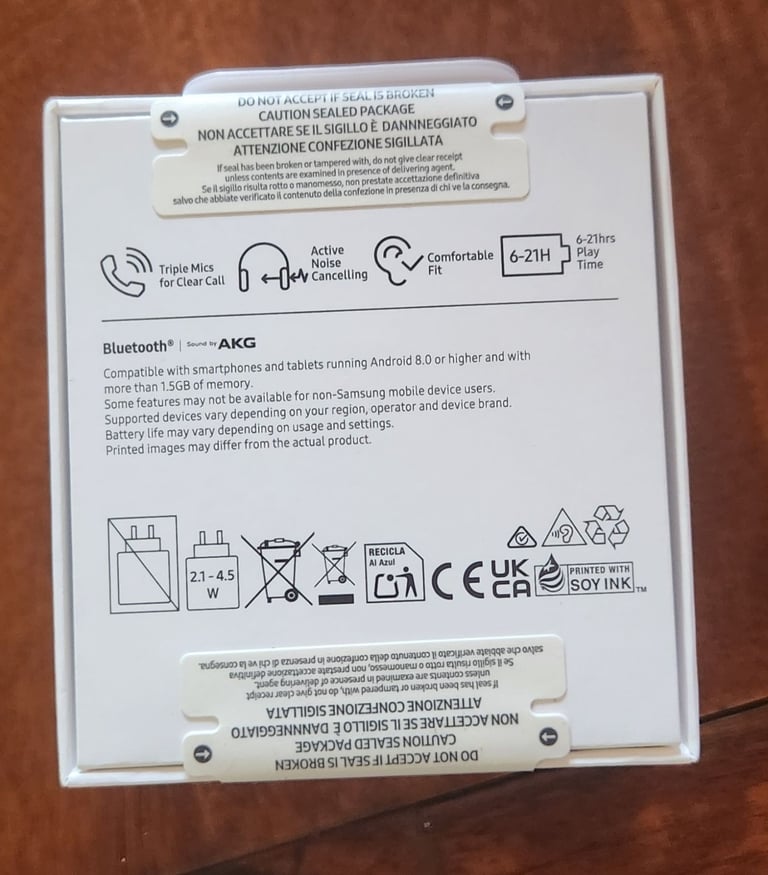 DO NOT ACCEPT IF SEAL IS BROKEN
CAUTION SEALED PACKAGE
NON ACCETTARE SE IL SIGILLO È DANNNEGGIATO
ATTENZIONE CONFEZIONE SIGILLATA
If seal has been broken or tampered with, do not give clear receipt
unless contents are examined in presence of delivering agent.
Se il sigillo risulta rotto o manomesso, non prestate accettazione definitiva
salvo che abbiate verificato il contenuto della confezione in presenza di chi ve la consegna.
Triple Mics
for Clear Call
Active
Noise
Cancelling
Comfortable
Fit
6-21H
6-21hrs
Play
Time
Bluetooth® | Sound by AKG
Compatible with smartphones and tablets running Android 8.0 or higher and with
more than 1.5GB of memory.
Some features may not be available for non-Samsung mobile device users.
Supported devices vary depending on your region, operator and device brand.
Battery life may vary depending on usage and settings.
Printed images may differ from the actual product.
2.1 - 4.5
W
RECICLA
Al Azul
CE
UK
CA
PRINTED WITH
SOY INK TM
DO NOT ACCEPT IF SEAL IS BROKEN
CAUTION SEALED PACKAGE
NON ACCETTARE SE IL SIGILLO È DANNNEGGIATO
ATTENZIONE CONFEZIONE SIGILLATA
If seal has been broken or tampered with, do not give clear receipt
unless contents are examined in presence of delivering agent.
Se il sigillo risulta rotto o manomesso, non prestate accettazione definitiva
salvo che abbiate verificato il contenuto della confezione in presenza di chi ve la consegna.